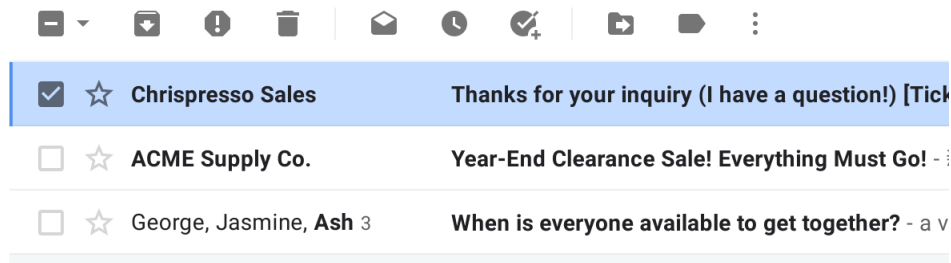 Chrispresso Sales Thanks for your inquiry (I have a question!) [Tick
ACME Supply Co. Year-End Clearance Sale! Everything Must Go! -
George, Jasmine, Ash 3 When is everyone available to get together? - a v